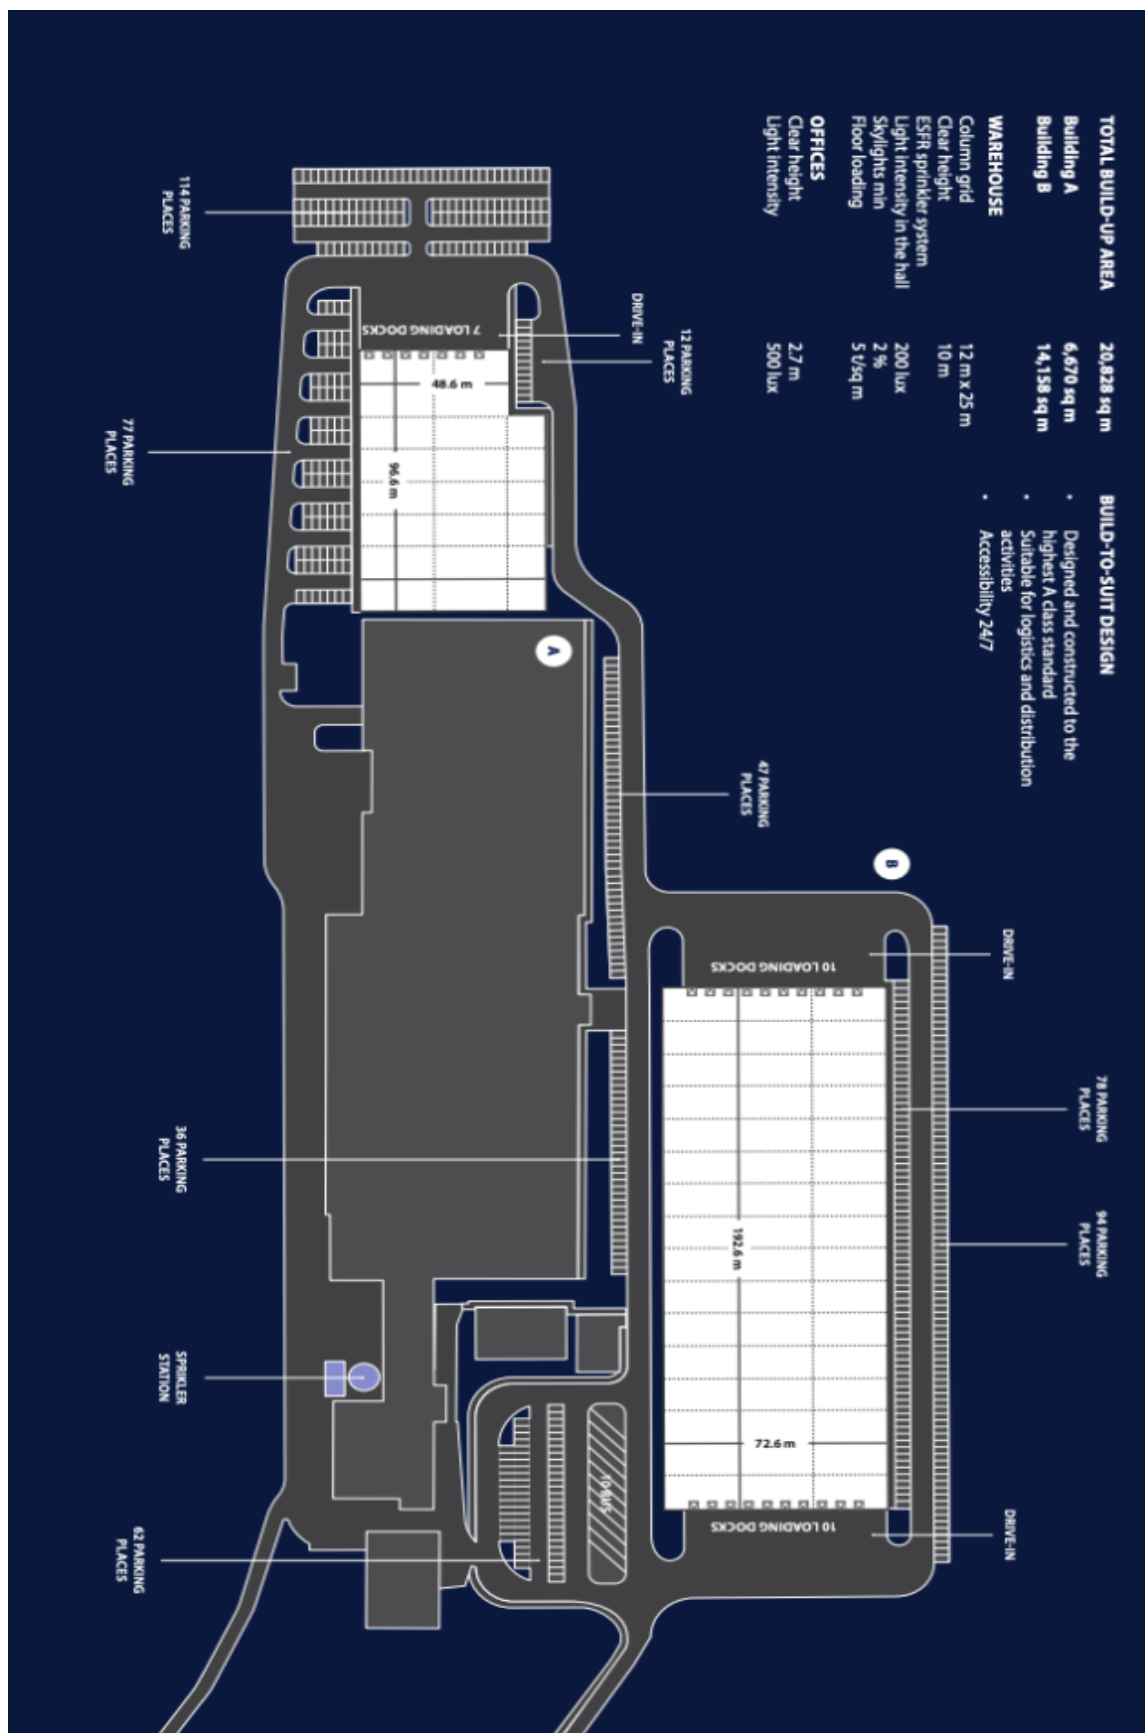 TOTAL BUILD-UP AREA 20,828 sq m
Building A 6,670 sq m
Building B 14,158 sq m
WAREHOUSE
Column grid 12 m x 25 m
Clear height 10 m
ESFR sprinkler system
Light intensity in the hall 200 lux
Skylights min 2 %
Floor loading 5 t/sq m
OFFICES
Clear height 2.7 m
Light intensity 500 lux
BUILD-TO-SUIT DESIGN
• Designed and constructed to the
highest A class standard
• Suitable for logistics and distribution
activities
• Accessibility 24/7
DRIVE-IN
78 PARKING
PLACES
94 PARKING
PLACES
DRIVE-IN
B
47 PARKING
PLACES
12 PARKING
PLACES
DRIVE-IN
10 LOADING DOCKS
192.6 m
72.6 m
10 LOADING DOCKS
7 LOADING DOCKS
48.6 m
96.6 m
A
114 PARKING
PLACES
77 PARKING
PLACES
36 PARKING
PLACES
SPRIKLER
STATION
62 PARKING
PLACES